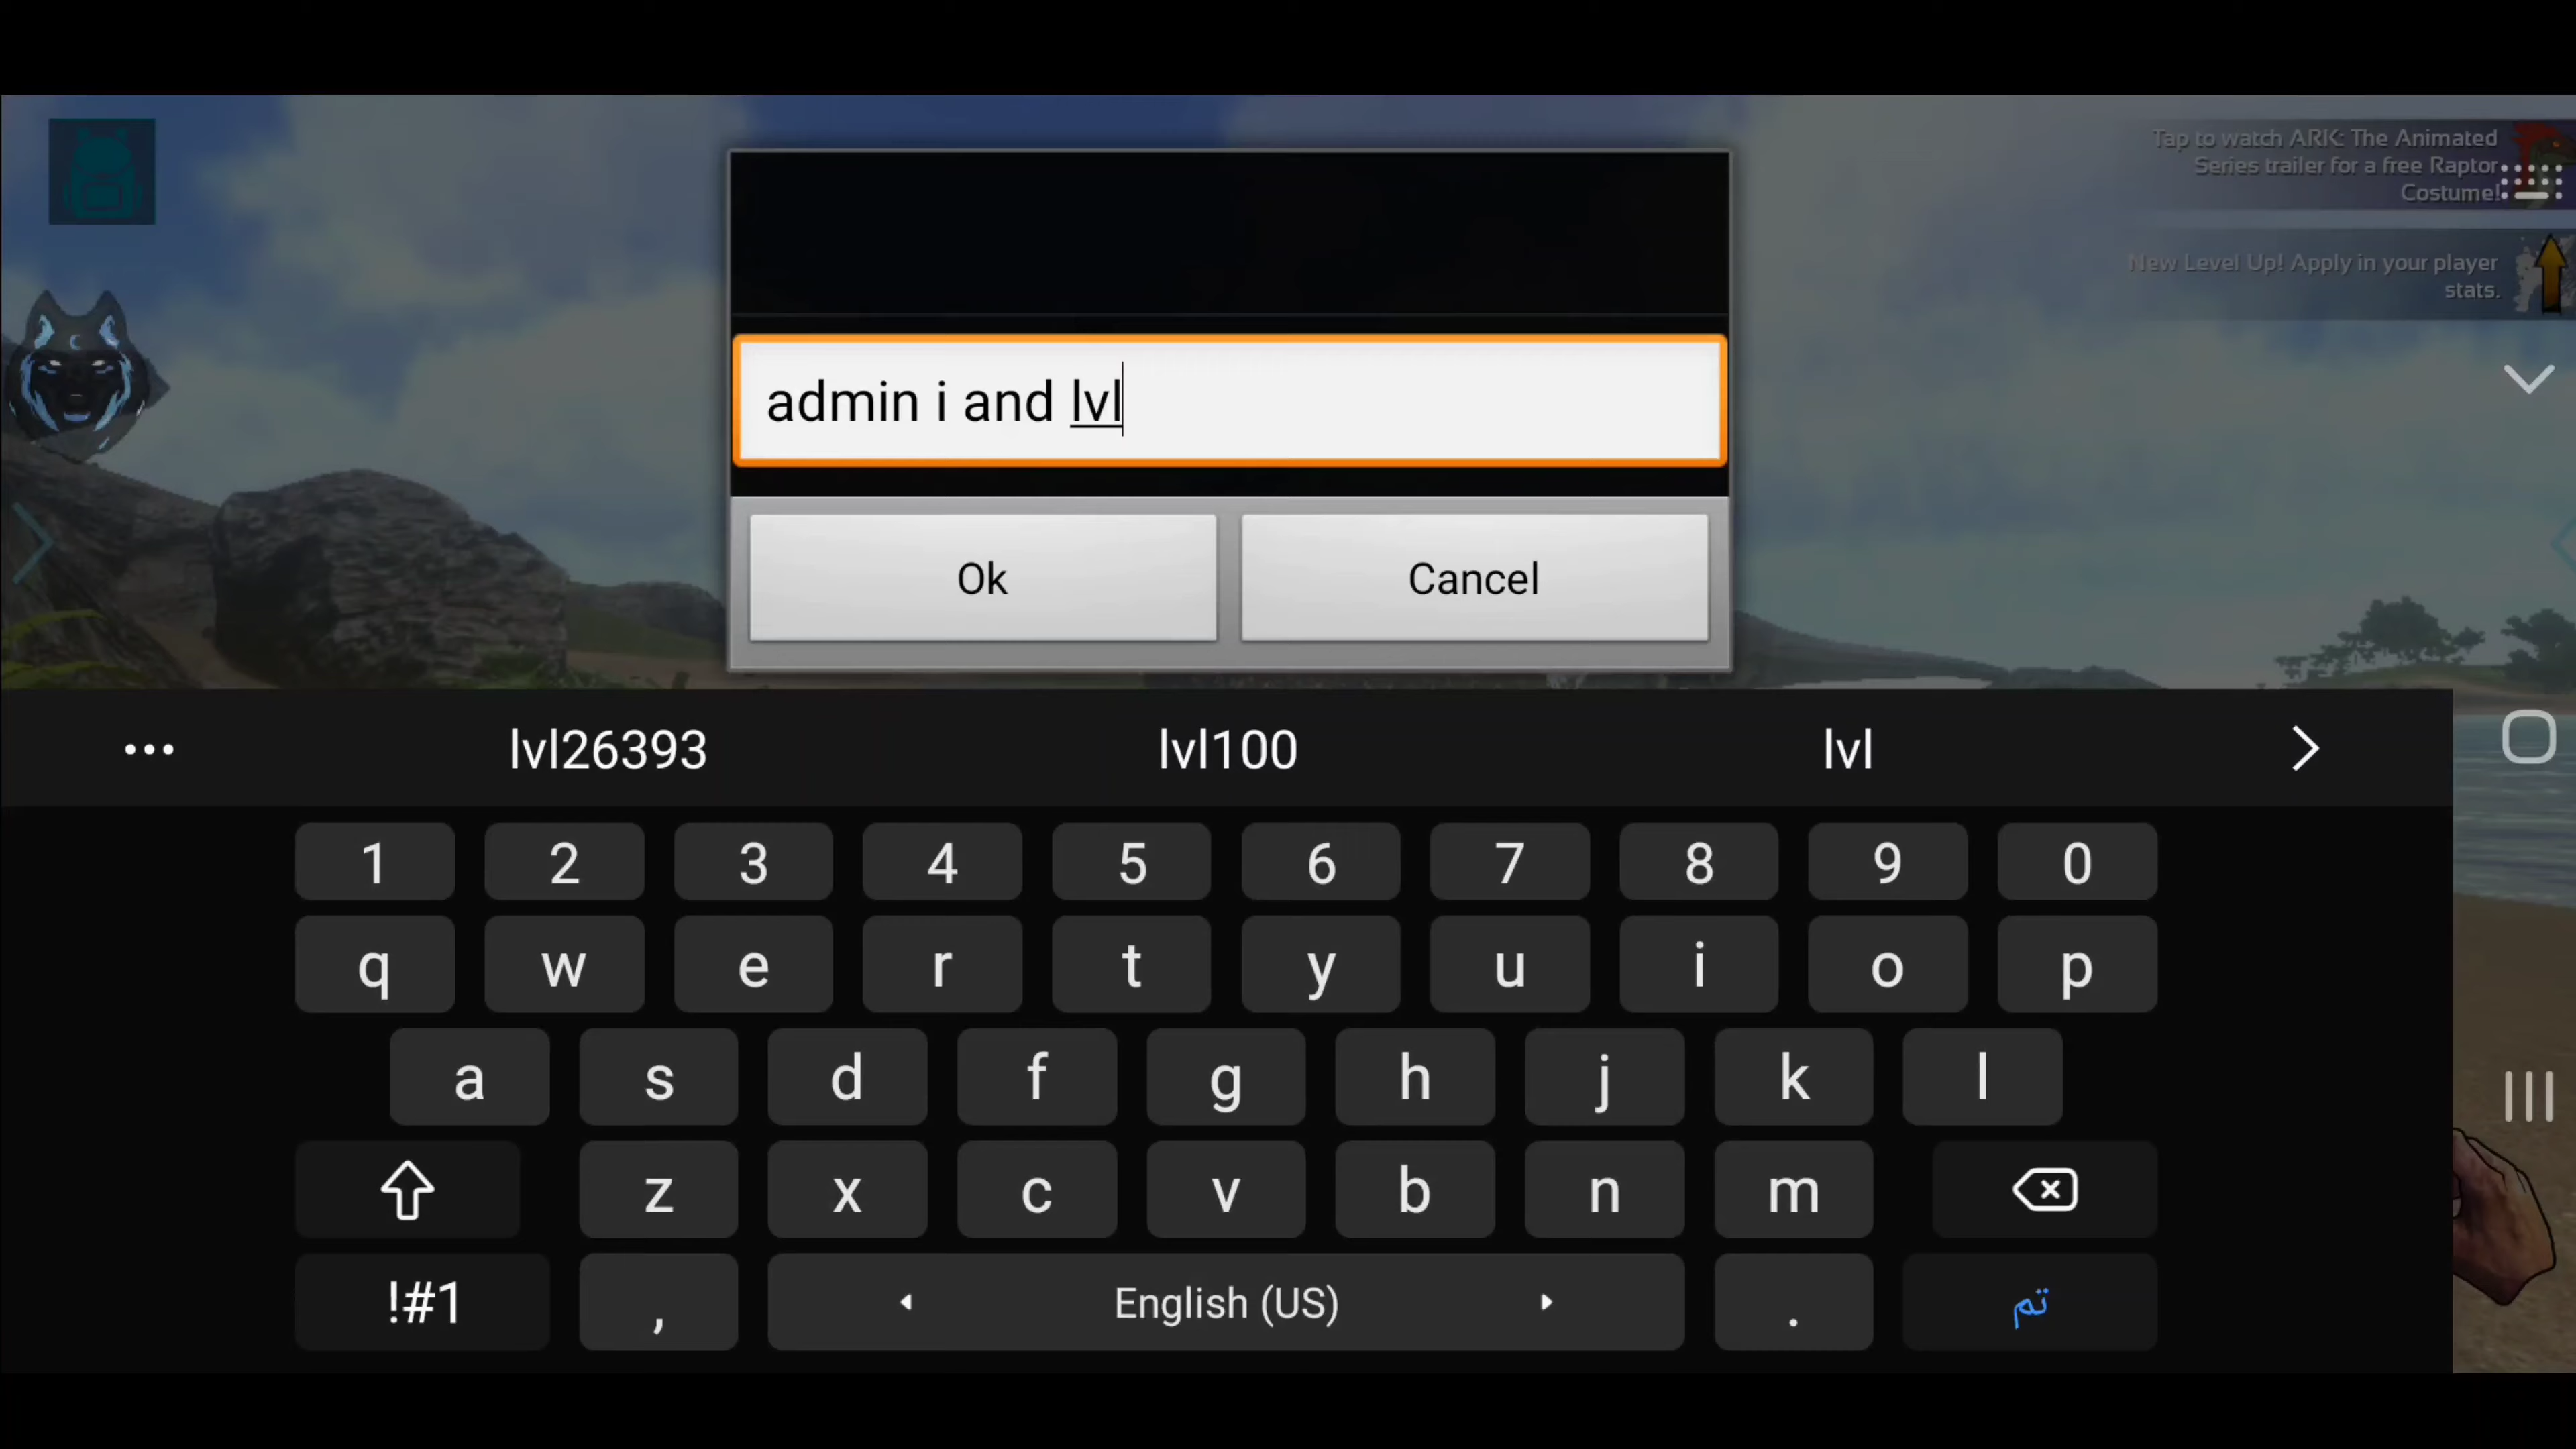 Tap to watch ARK: The Animated
Series trailer for a free Raptor
Costume!
New Level Up! Apply in your player
stats.
admin i and lvl
Ok
Cancel
lvl26393
lvl100
lvl
1 2 3 4 5 6 7 8 9 0
q w e r t y u i o p
a s d f g h j k l
z x c v b n m
!#1 , English (US) . تم